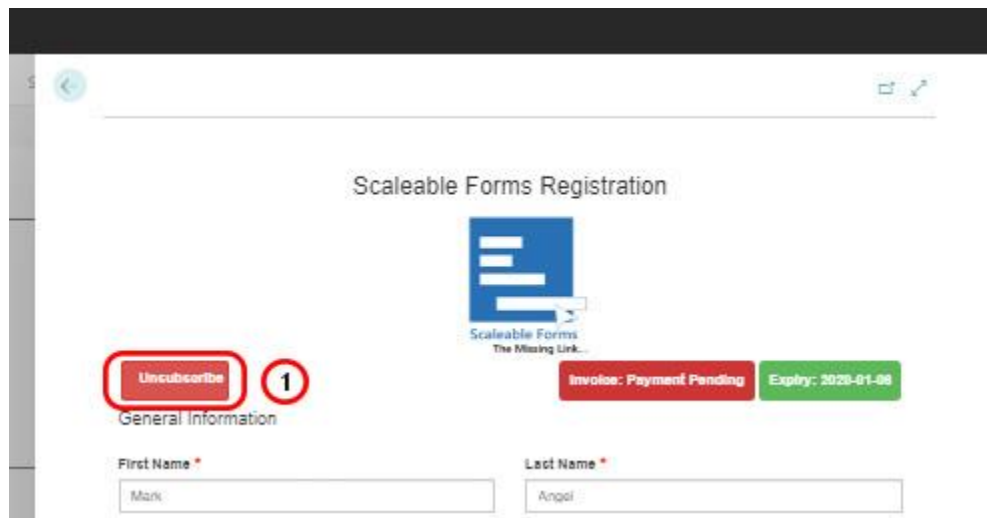 Scaleable Forms Registration
Scaleable Forms
The Missing Link...
Unsubscribe
1
Invoice: Payment Pending
Expiry: 2020-01-06
General Information
First Name *
Last Name *
Mark
Angel